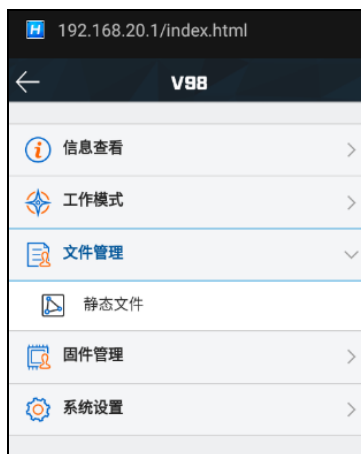 192.168.20.1/index.html
V98
信息查看
工作模式
文件管理
静态文件
固件管理
系统设置